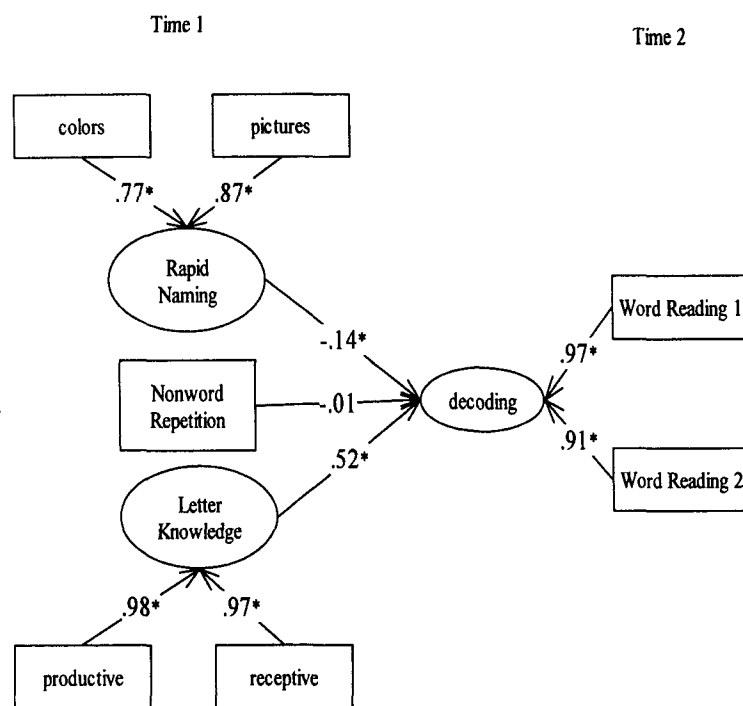 Time 1
Time 2
colors
pictures
.77*
.87*
Rapid
Naming
Word Reading 1
-.14*
.97*
Nonword
Repetition
-.01
decoding
.52*
.91*
Letter
Knowledge
Word Reading 2
.98*
.97*
productive
receptive